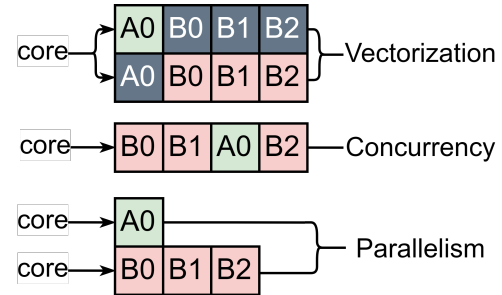 A0 B0 B1 B2
core Vectorization
A0 B0 B1 B2
core B0 B1 A0 B2 Concurrency
core A0
Parallelism
core B0 B1 B2